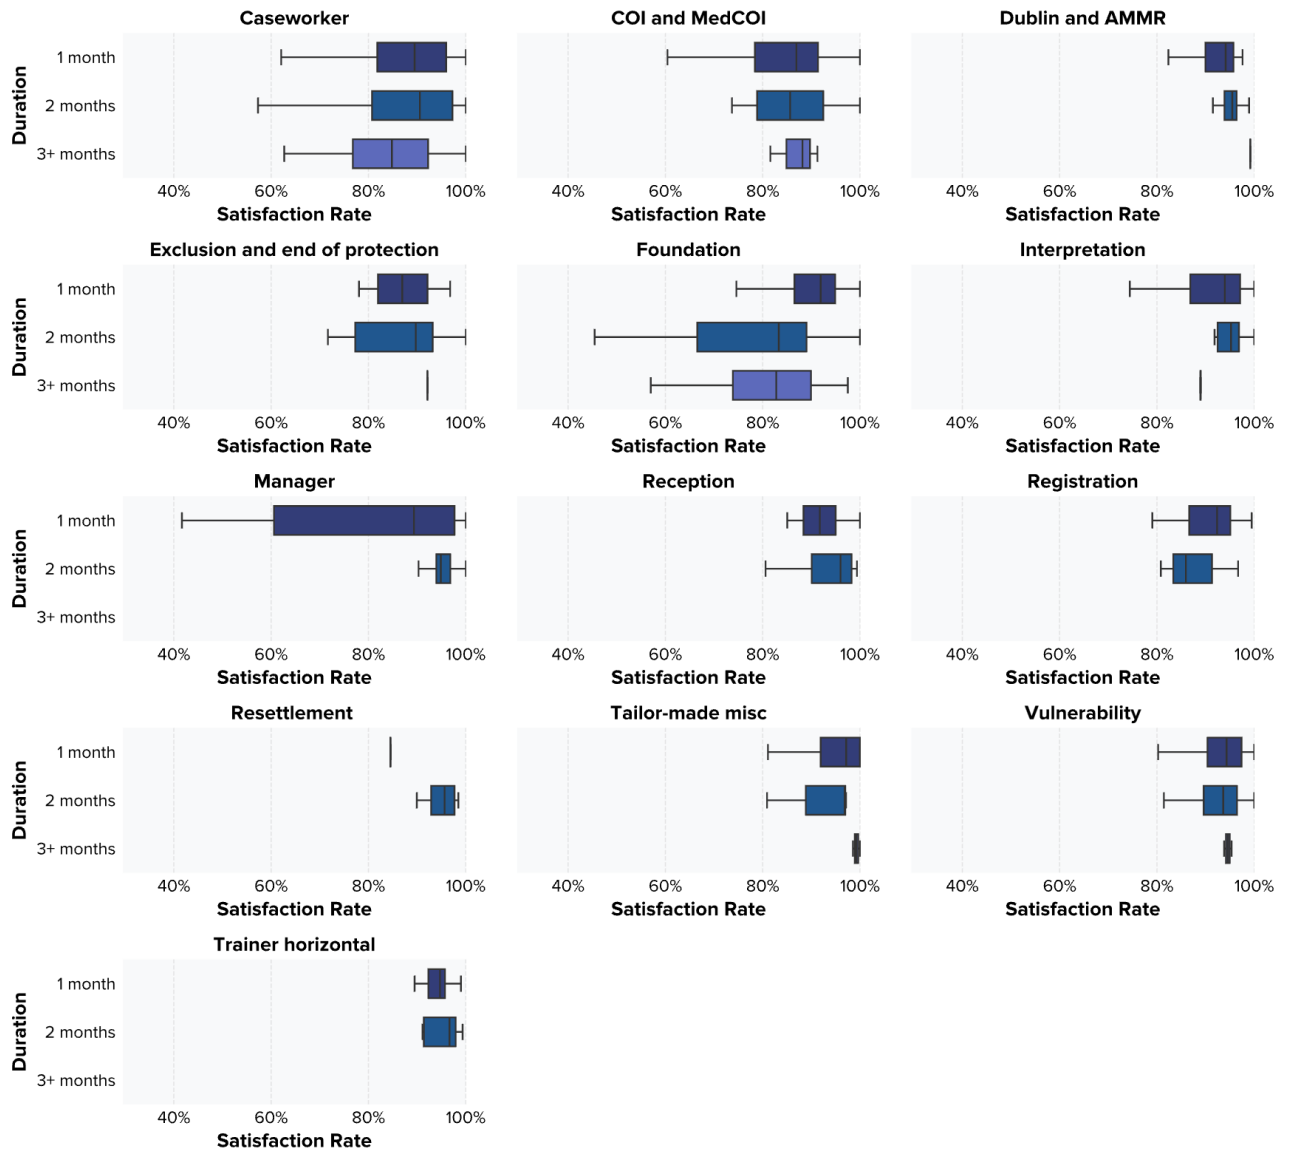 Caseworker
COI and MedCOI
Dublin and AMMR
Duration
1 month
2 months
3+ months
40% 60% 80% 100%
40% 60% 80% 100%
40% 60% 80% 100%
Satisfaction Rate
Satisfaction Rate
Satisfaction Rate
Exclusion and end of protection
Foundation
Interpretation
Duration
1 month
2 months
3+ months
40% 60% 80% 100%
40% 60% 80% 100%
40% 60% 80% 100%
Satisfaction Rate
Satisfaction Rate
Satisfaction Rate
Manager
Reception
Registration
Duration
1 month
2 months
3+ months
40% 60% 80% 100%
40% 60% 80% 100%
40% 60% 80% 100%
Satisfaction Rate
Satisfaction Rate
Satisfaction Rate
Resettlement
Tailor-made misc
Vulnerability
Duration
1 month
2 months
3+ months
40% 60% 80% 100%
40% 60% 80% 100%
40% 60% 80% 100%
Satisfaction Rate
Satisfaction Rate
Satisfaction Rate
Trainer horizontal
Duration
1 month
2 months
3+ months
40% 60% 80% 100%
Satisfaction Rate